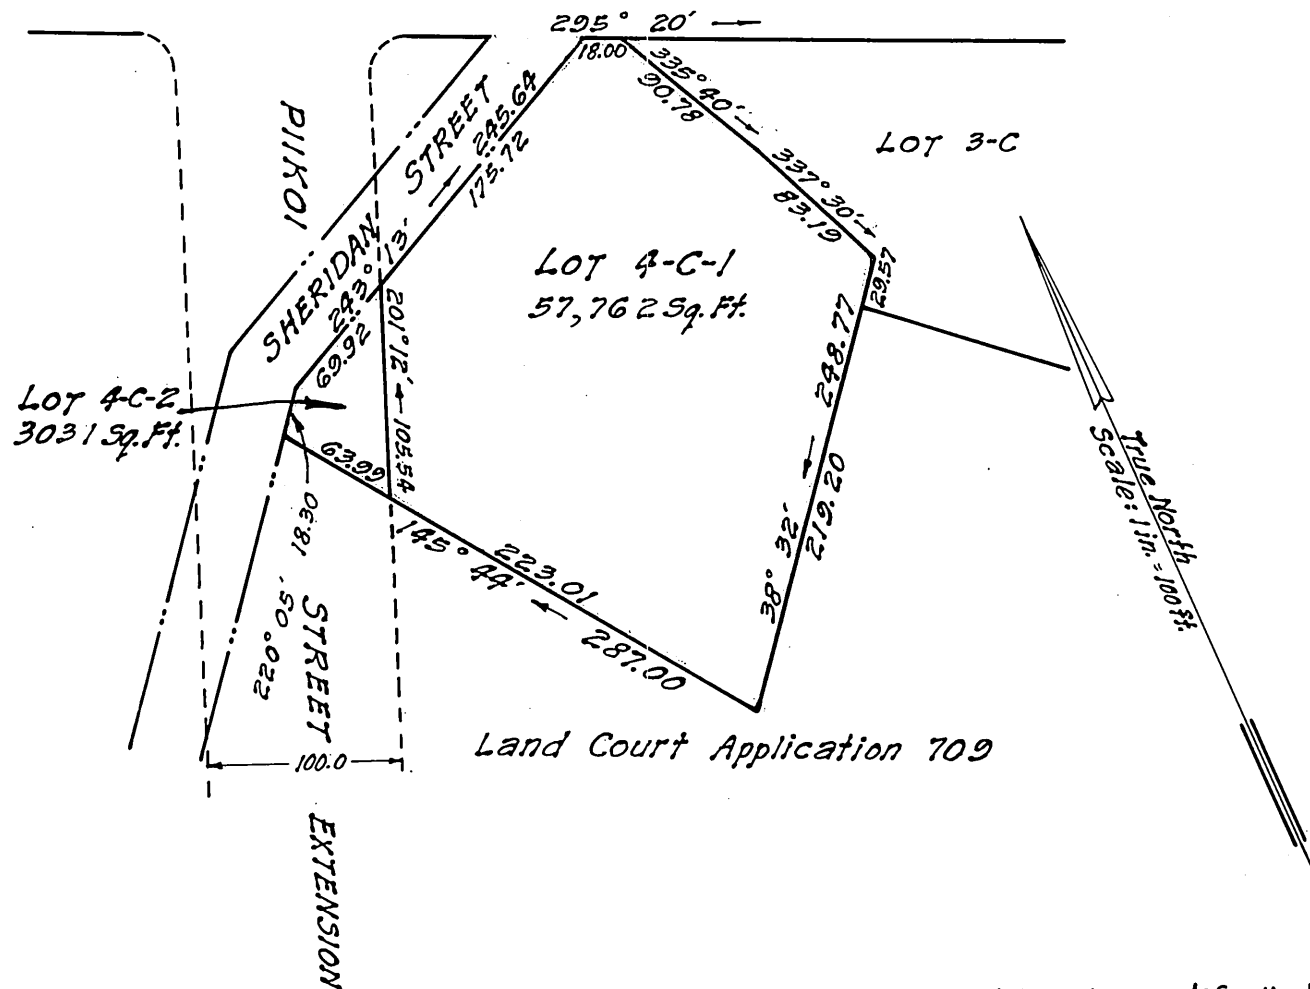 295° 20'
18.00
335° 40'
90.78
LOT 3-C
337° 30'
83.19
PIIKOI
SHERIDAN STREET
245.64
175.72
243° 13'
69.92
LOT 4-C-1
57,762 Sq. Ft.
29.57
248.77
201° 12'
105.54
LOT 4-C-2
3031 Sq. Ft.
63.99
18.30
022° 05'
145° 44'
223.01
287.00
38° 32'
219.20
True North
Scale: 1 in. = 100 ft.
STREET
100.0
Land Court Application 709
EXTENSION